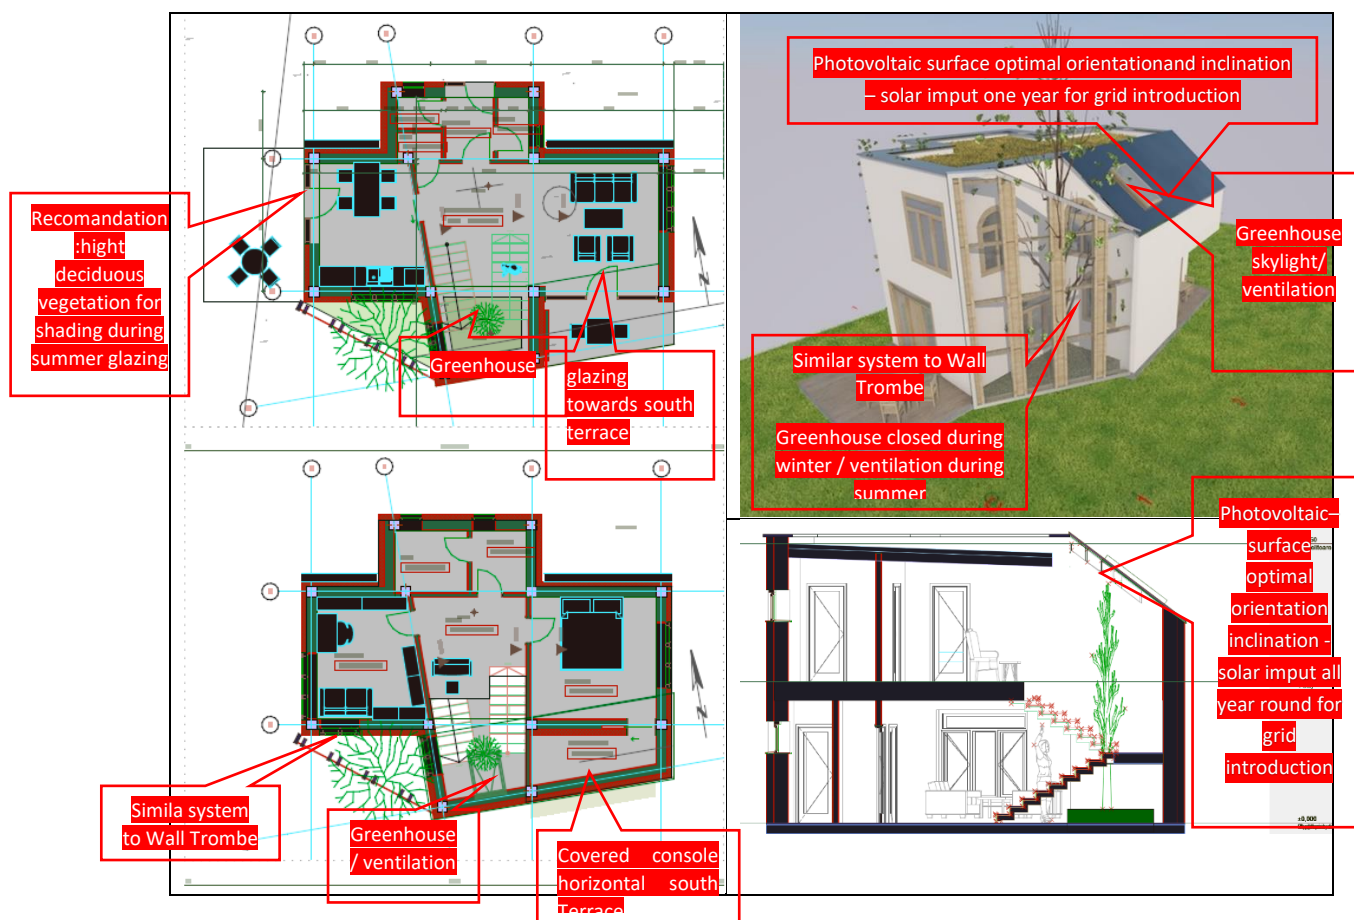 Photovoltaic surface optimal orientationand inclination
– solar imput one year for grid introduction
Recomandation
:hight
deciduous
vegetation for
shading during
summer glazing
Greenhouse
glazing
towards south
terrace
Greenhouse
skylight/
ventilation
Similar system to Wall
Trombe
Greenhouse closed during
winter / ventilation during
summer
Simila system
to Wall Trombe
Greenhouse
/ ventilation
Covered console
horizontal south
Terrace
Photovoltaic–
surface
optimal
orientation
inclination -
solar imput all
year round for
grid
introduction
±0,000